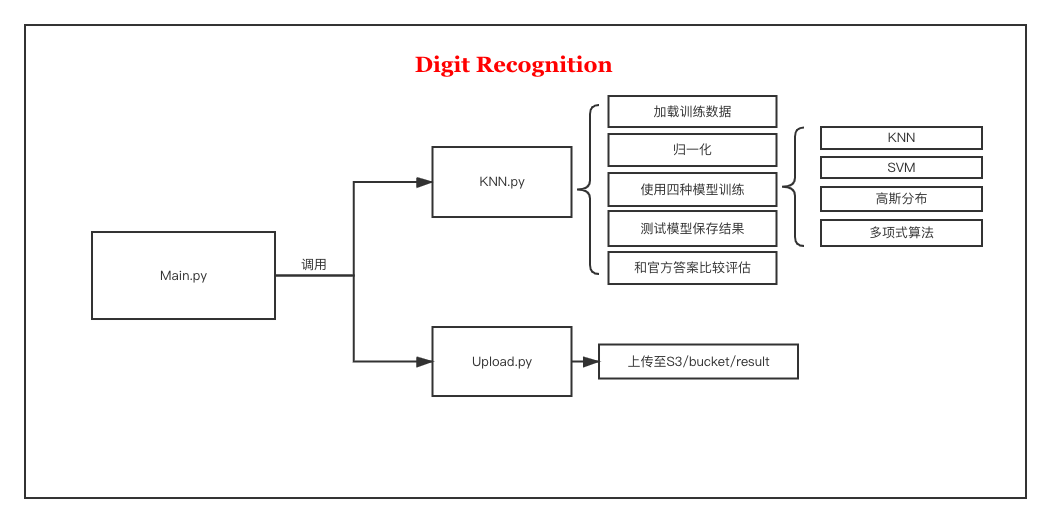 Digit Recognition
Main.py
调用
KNN.py
加载训练数据
归一化
使用四种模型训练
测试模型保存结果
和官方答案比较评估
KNN
SVM
高斯分布
多项式算法
Upload.py
上传至S3/bucket/result